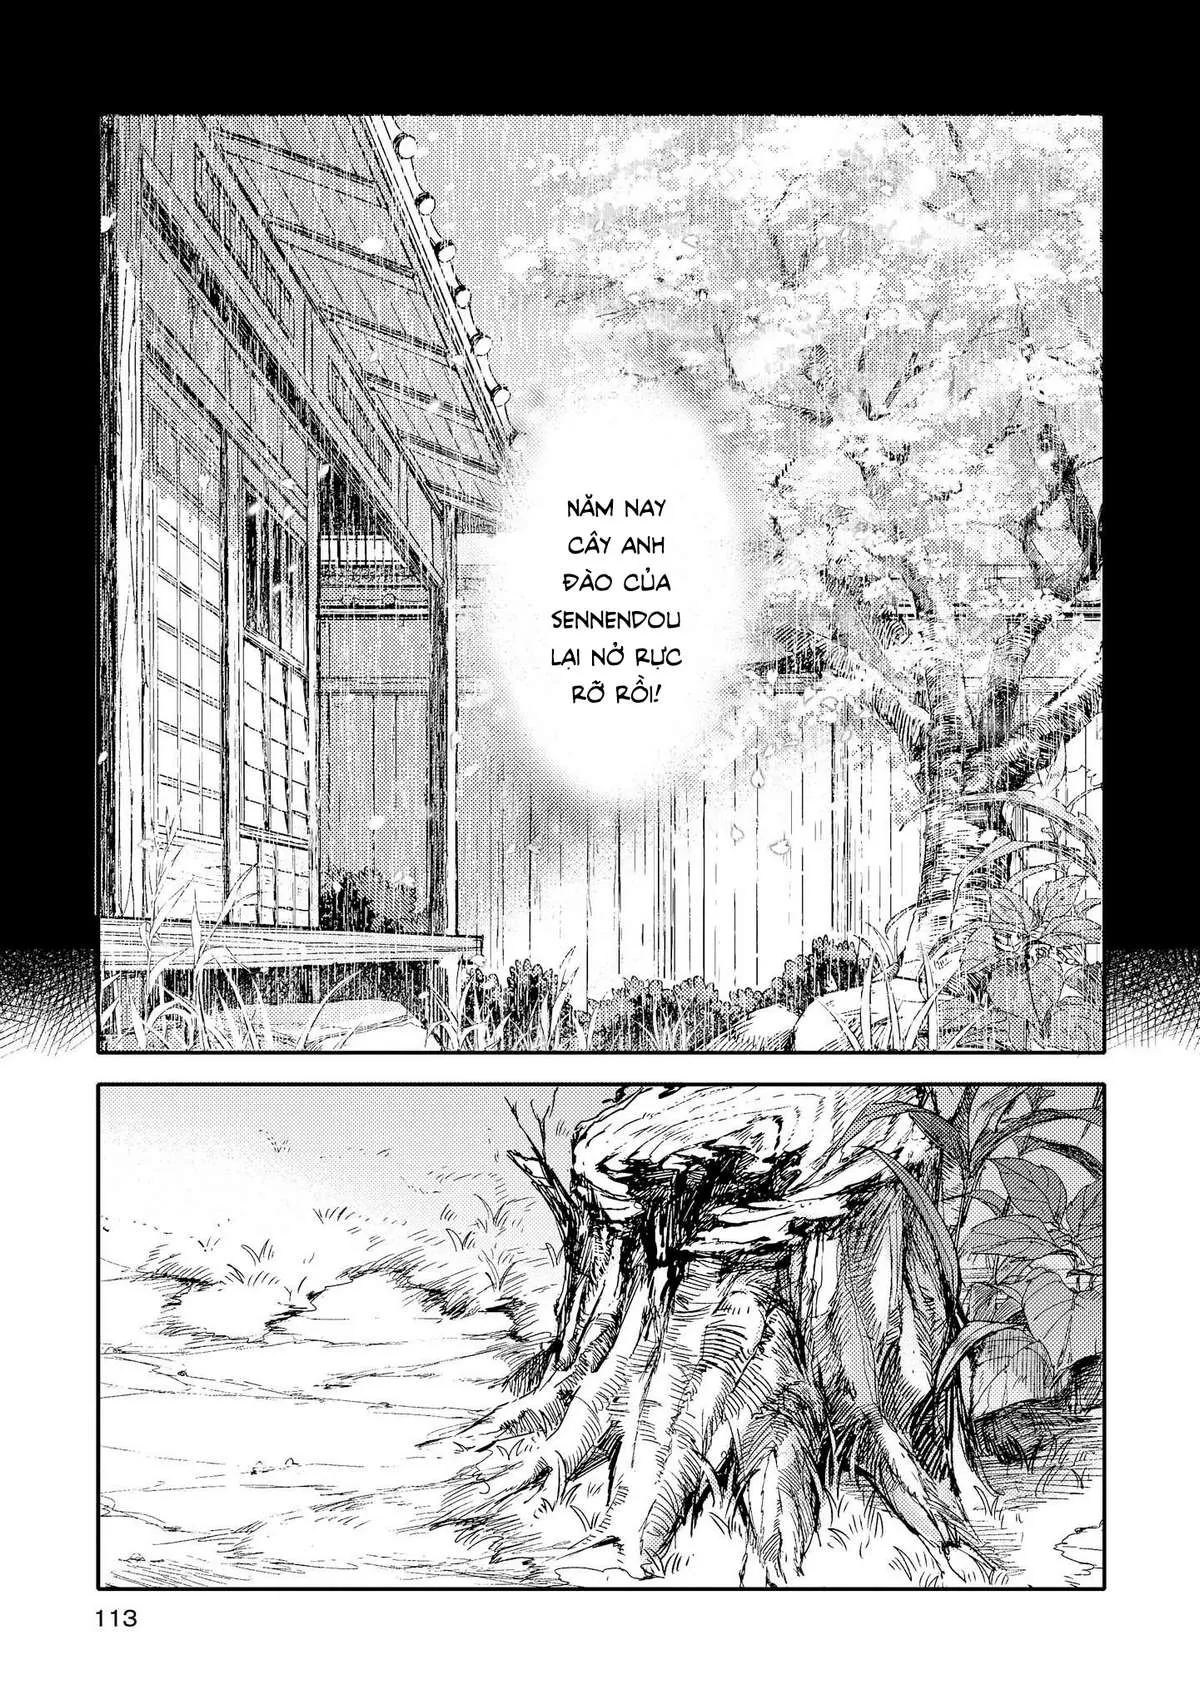 NĂM NAY
CÂY ANH
ĐÀO CỦA
SENNENDOU
LẠI NỞ RỰC
RỠ RỒI!
113